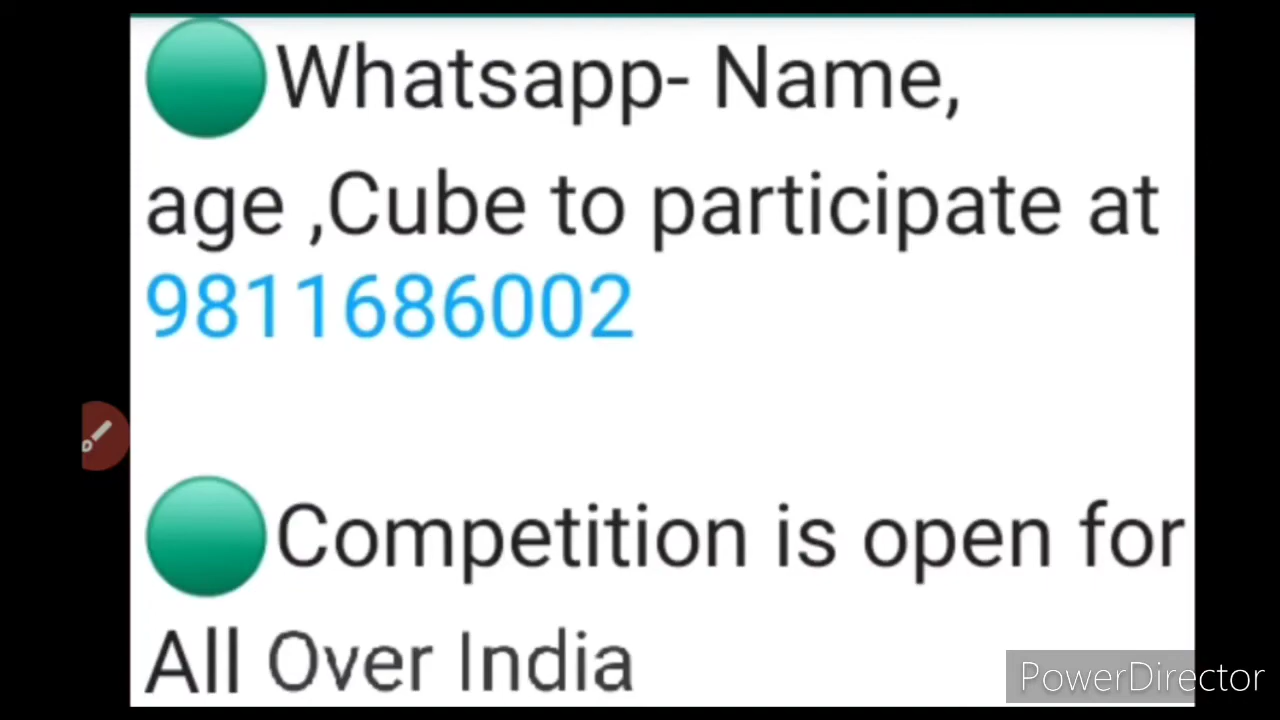 🟢Whatsapp- Name,
age ,Cube to participate at
9811686002
🟢Competition is open for
All Over India
PowerDirector